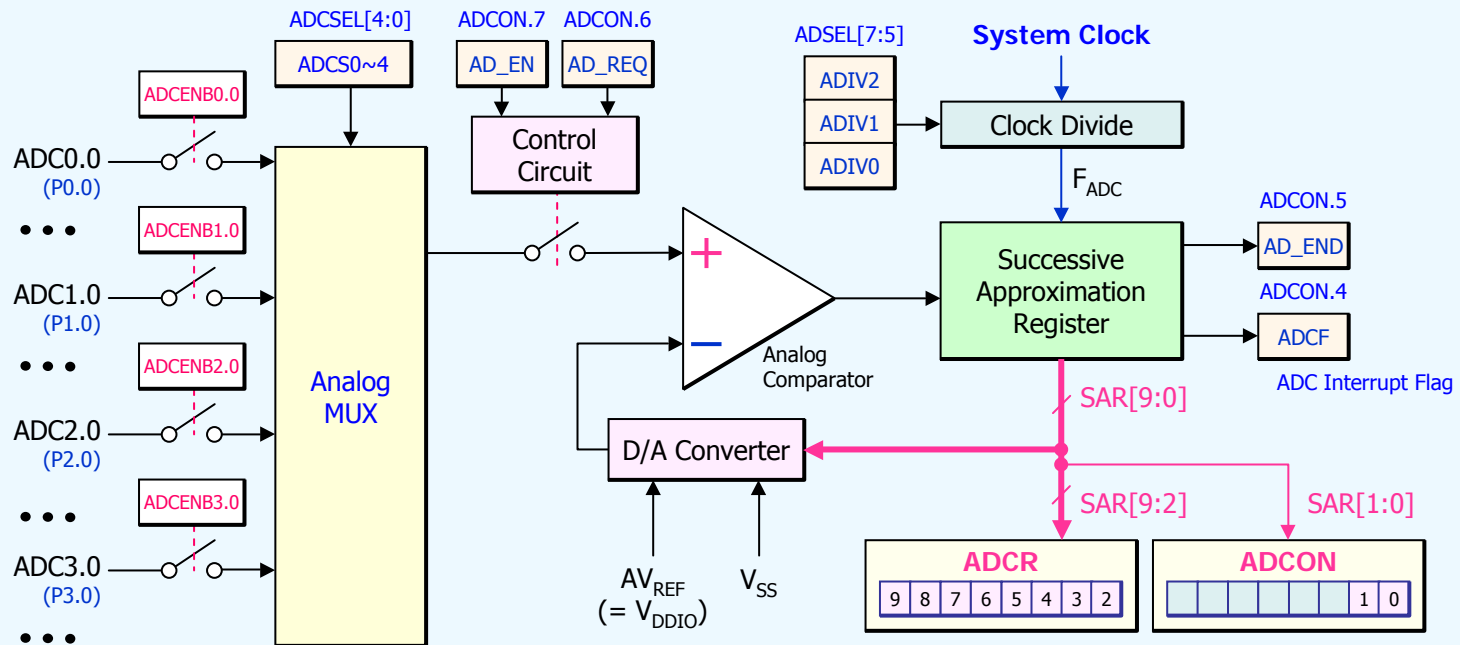 ADCSEL[4:0]
ADCS0~4
ADCON.7
AD_EN
ADCON.6
AD_REQ
Control
Circuit
ADSEL[7:5]
ADIV2
ADIV1
ADIV0
System Clock
Clock Divide
FADC
ADCENB0.0
ADC0.0
(P0.0)
•••
ADCENB1.0
ADC1.0
(P1.0)
•••
ADCENB2.0
ADC2.0
(P2.0)
•••
ADCENB3.0
ADC3.0
(P3.0)
•••
Analog
MUX
+
−
Analog
Comparator
Successive
Approximation
Register
ADCON.5
AD_END
ADCON.4
ADCF
ADC Interrupt Flag
SAR[9:0]
D/A Converter
AVREF
(= VDDIO)
VSS
SAR[9:2]
SAR[1:0]
ADCR
9 8 7 6 5 4 3 2
ADCON
1 0